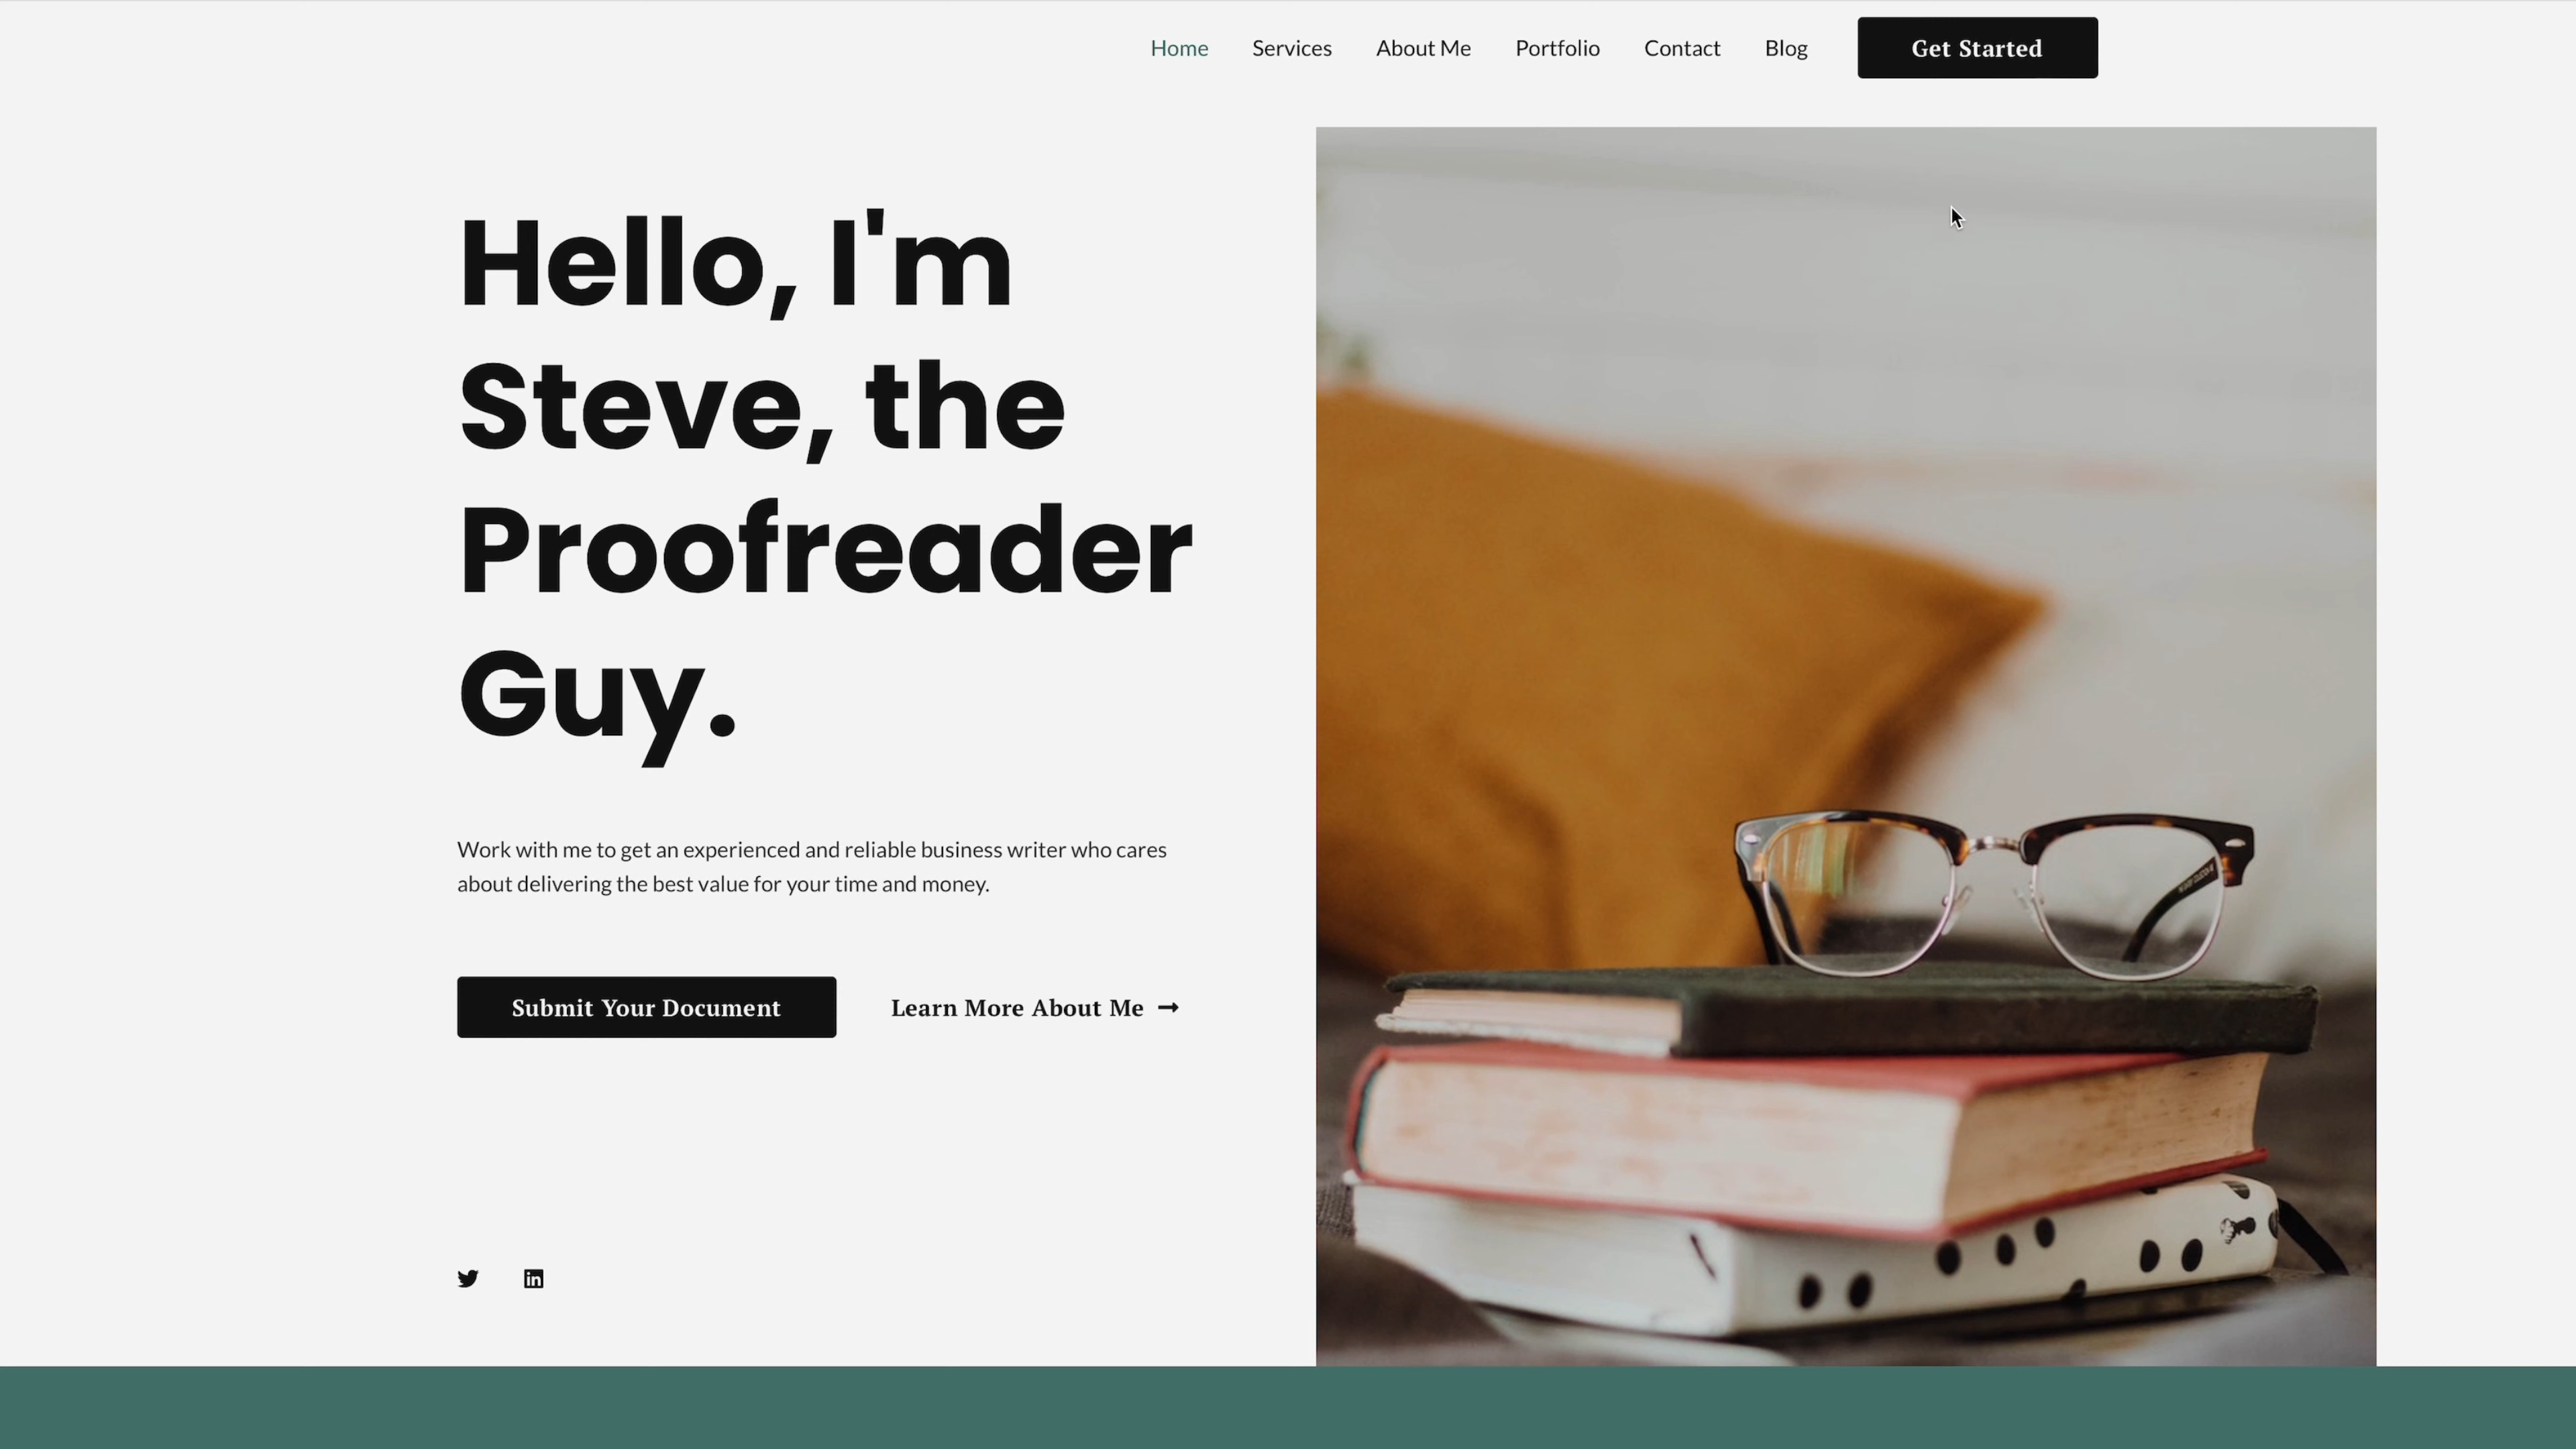 Home Services About Me Portfolio Contact Blog Get Started
Hello, I'm
Steve, the
Proofreader
Guy.
Work with me to get an experienced and reliable business writer who cares
about delivering the best value for your time and money.
Submit Your Document Learn More About Me →
in